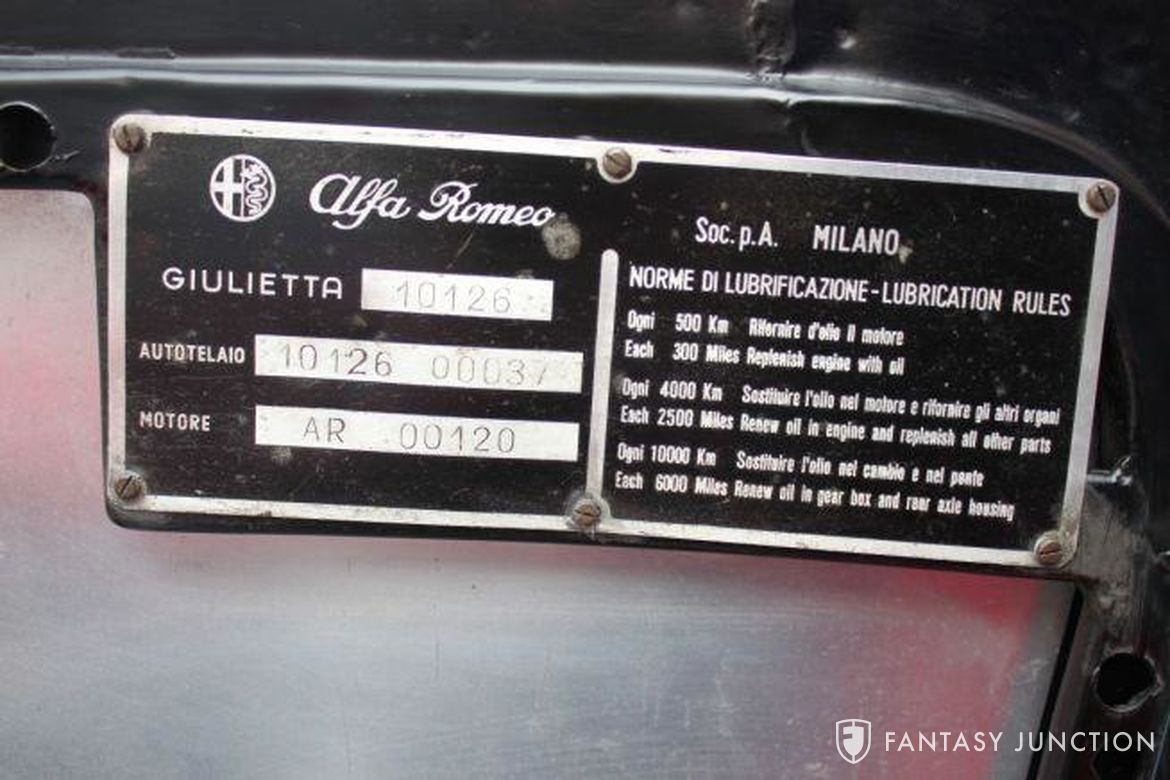 Alfa Romeo
GIULIETTA 10126
AUTOTELAIO 10126 00037
MOTORE AR 00120
Soc. p. A. MILANO
NORME DI LUBRIFICAZIONE - LUBRICATION RULES
Ogni 500 Km Rifornire d'olio il motore
Each 300 Miles Replenish engine with oil
Ogni 4000 Km Sostituire l'olio nel motore e rifornire gli altri organi
Each 2500 Miles Renew oil in engine and replenish all other parts
Ogni 10000 Km Sostituire l'olio nel cambio e nel ponte
Each 6000 Miles Renew oil in gear box and rear axle housing
FANTASY JUNCTION